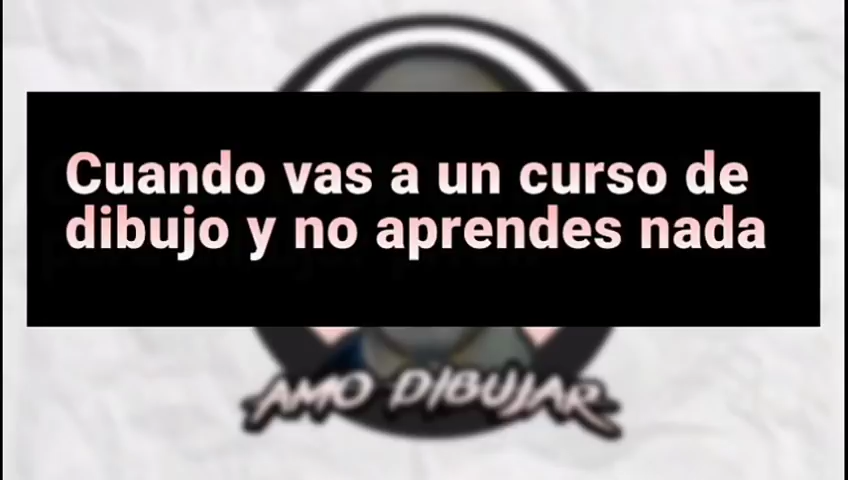 Cuando vas a un curso de
dibujo y no aprendes nada
AMO DIBUJAR